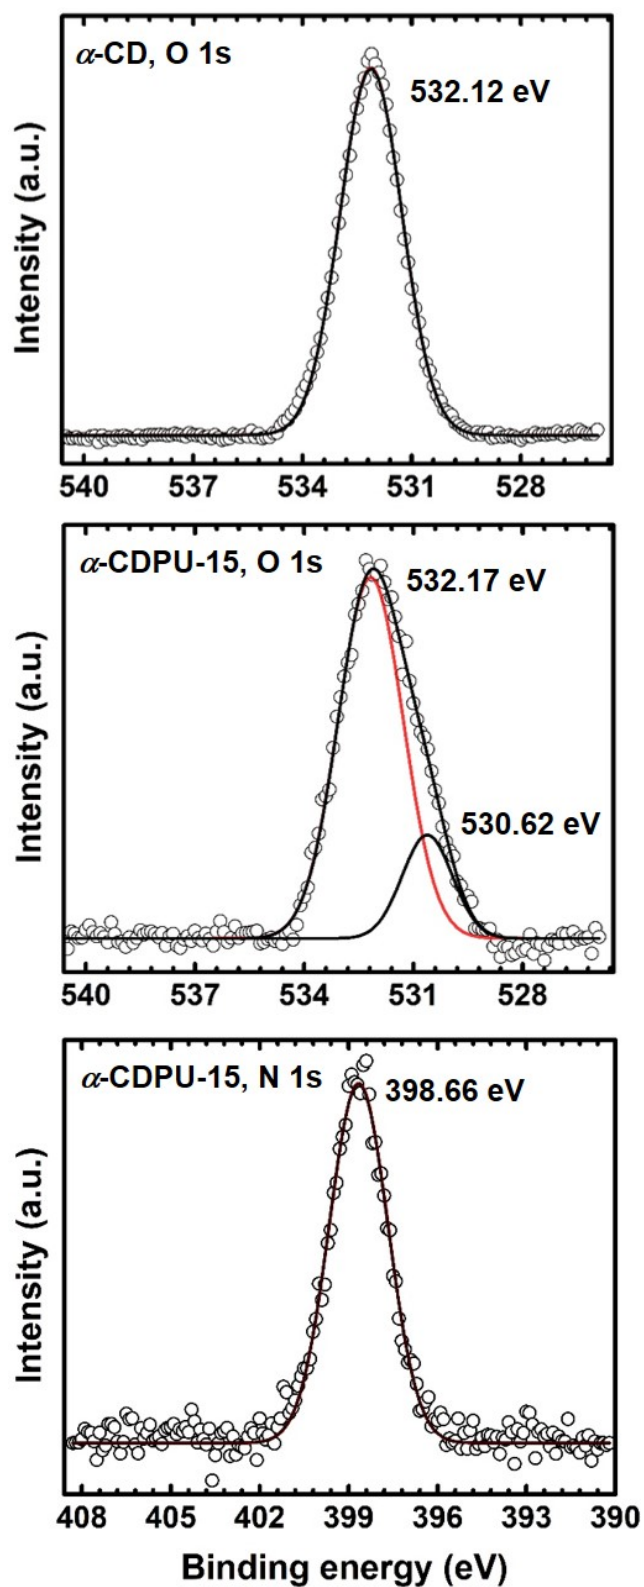 α-CD, O 1s
532.12 eV
Intensity (a.u.)
540 537 534 531 528
α-CDPU-15, O 1s
532.17 eV
530.62 eV
Intensity (a.u.)
540 537 534 531 528
α-CDPU-15, N 1s
398.66 eV
Intensity (a.u.)
408 405 402 399 396 393 390
Binding energy (eV)